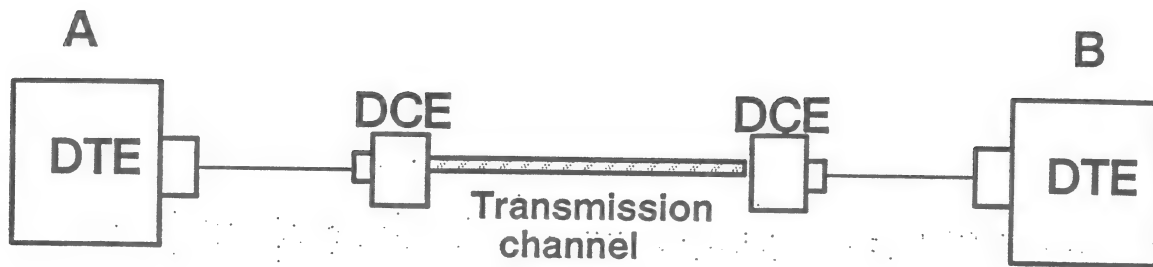 A
B
DCE
DCE
DTE
DTE
Transmission
channel